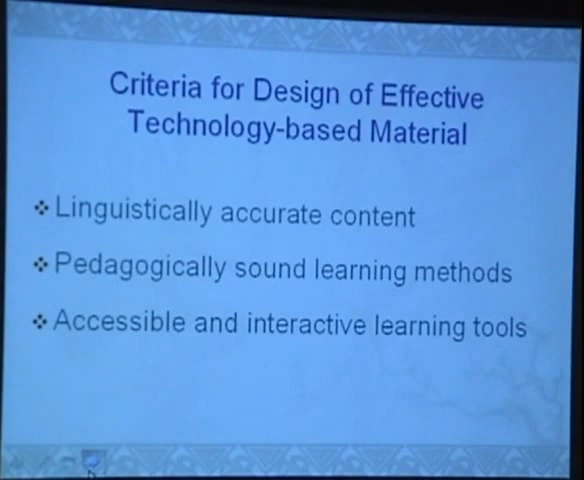 Criteria for Design of Effective
Technology-based Material
Linguistically accurate content
Pedagogically sound learning methods
Accessible and interactive learning tools